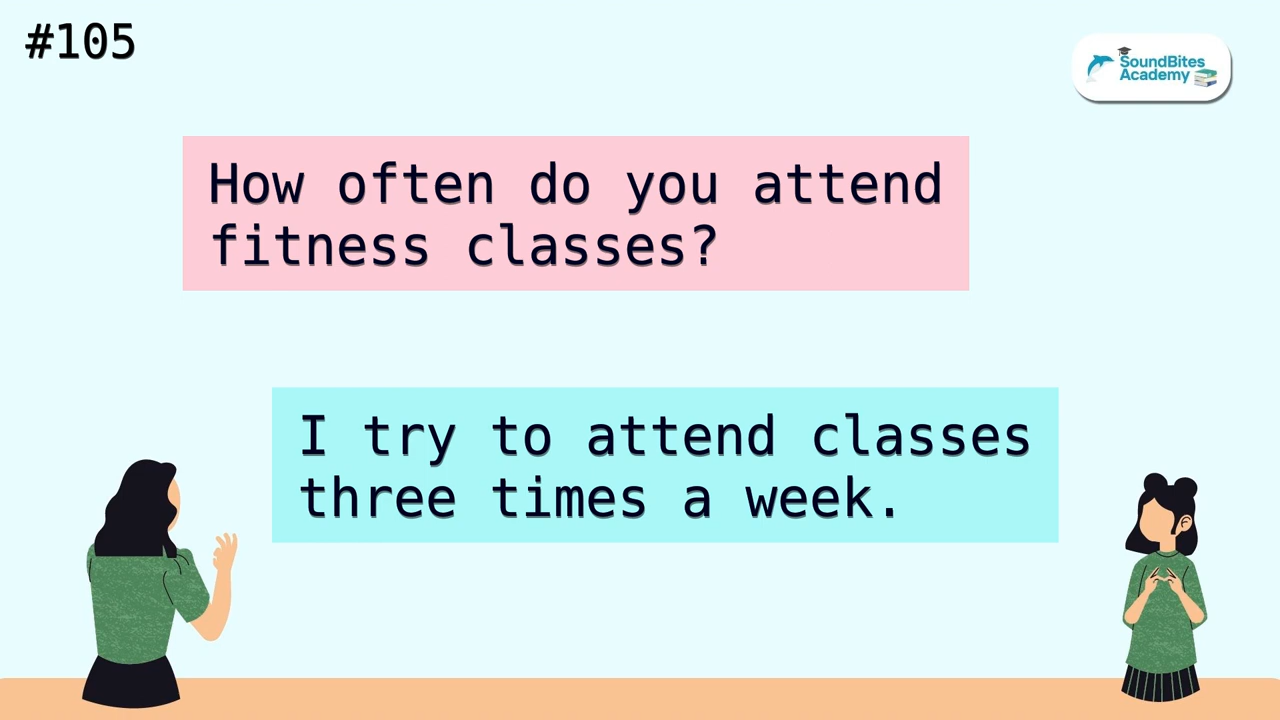 #105
SoundBites
Academy
How often do you attend
fitness classes?
I try to attend classes
three times a week.